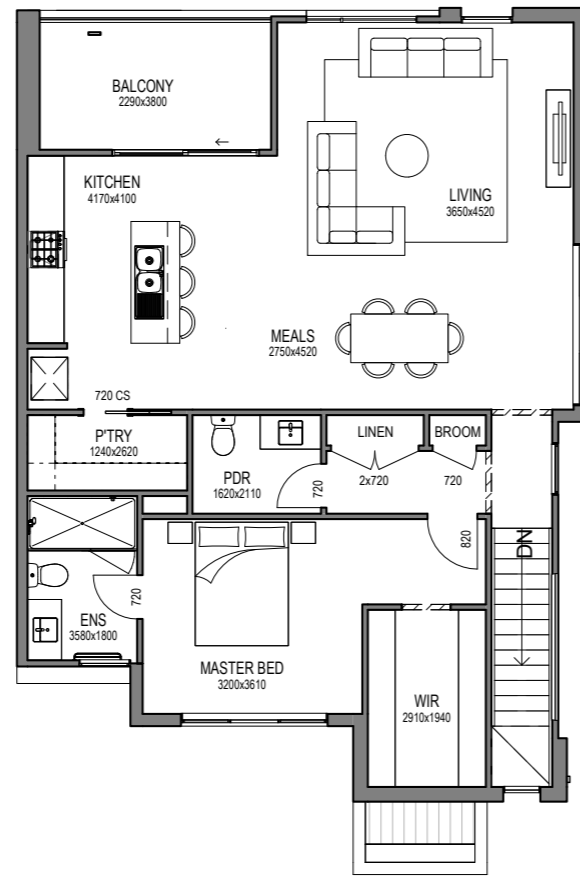 BALCONY
2290x3800
KITCHEN
4170x4100
LIVING
3650x4520
MEALS
2750x4520
720 CS
P'TRY
1240x2620
PDR
1620x2110
720
LINEN
2x720
BROOM
720
820
DN
ENS
3580x1800
720
MASTER BED
3200x3610
WIR
2910x1940